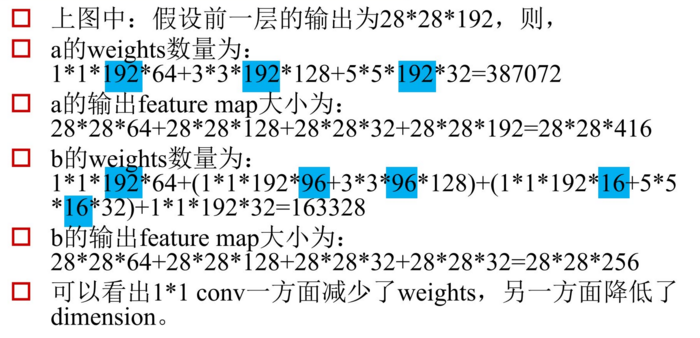 上图中：假设前一层的输出为28*28*192，则，
a的weights数量为：
1*1*192*64+3*3*192*128+5*5*192*32=387072
a的输出feature map大小为：
28*28*64+28*28*128+28*28*32+28*28*192=28*28*416
b的weights数量为：
1*1*192*64+(1*1*192*96+3*3*96*128)+(1*1*192*16+5*5
*16*32)+1*1*192*32=163328
b的输出feature map大小为：
28*28*64+28*28*128+28*28*32+28*28*32=28*28*256
可以看出1*1 conv一方面减少了weights，另一方面降低了
dimension。